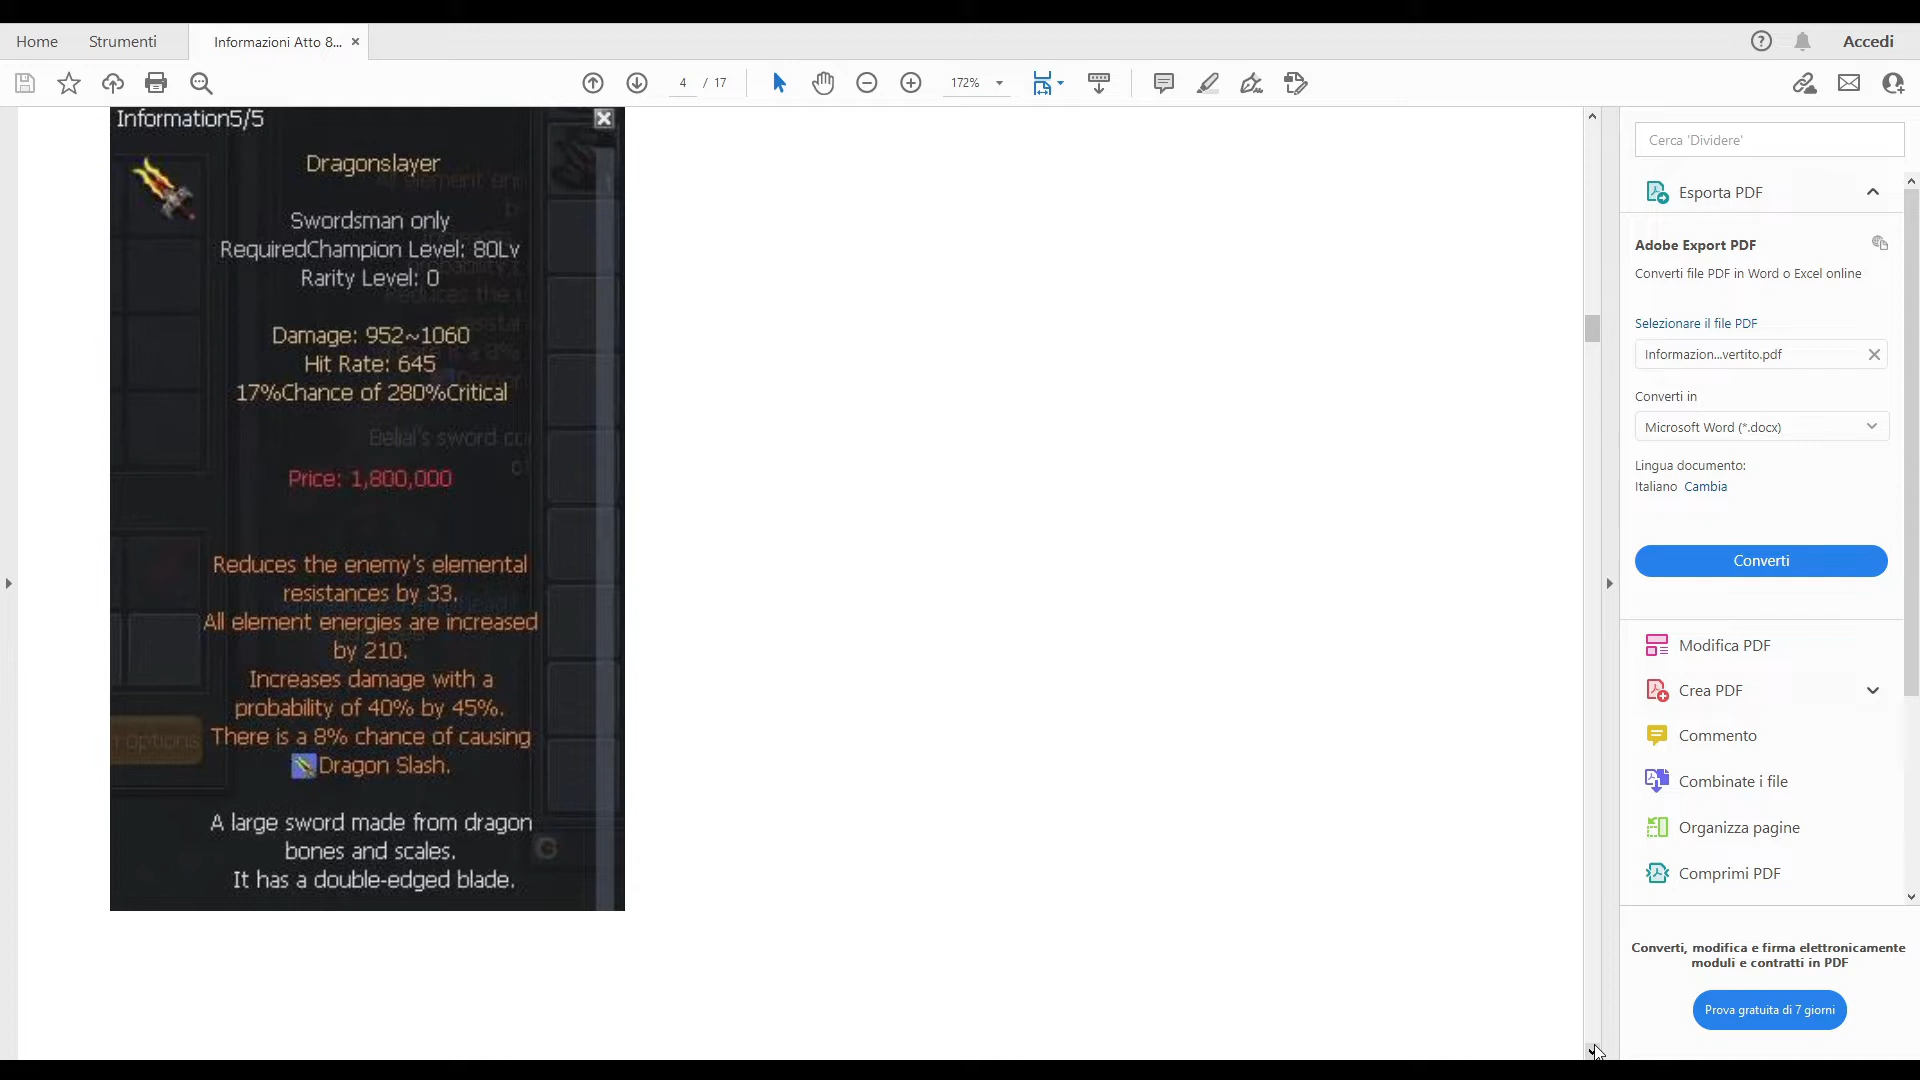 Home
Strumenti
Informazioni Atto 8...
Accedi
4 / 17
172%
Information5/5
Dragonslayer
Swordsman only
RequiredChampion Level: 80Lv
Rarity Level: 0
Damage: 952~1060
Hit Rate: 645
17%Chance of 280%Critical
Belial's sword
Price: 1,800,000
Reduces the enemy's elemental
resistances by 33.
All element energies are increased
by 210.
Increases damage with a
probability of 40% by 45%.
There is a 8% chance of causing
Dragon Slash.
options
A large sword made from dragon
bones and scales.
It has a double-edged blade.
G
Cerca 'Dividere'
Esporta PDF
Adobe Export PDF
Converti file PDF in Word o Excel online
Selezionare il file PDF
Informazion...vertito.pdf
Converti in
Microsoft Word (*.docx)
Lingua documento:
Italiano Cambia
Converti
Modifica PDF
Crea PDF
Commento
Combinate i file
Organizza pagine
Comprimi PDF
Converti, modifica e firma elettronicamente
moduli e contratti in PDF
Prova gratuita di 7 giorni